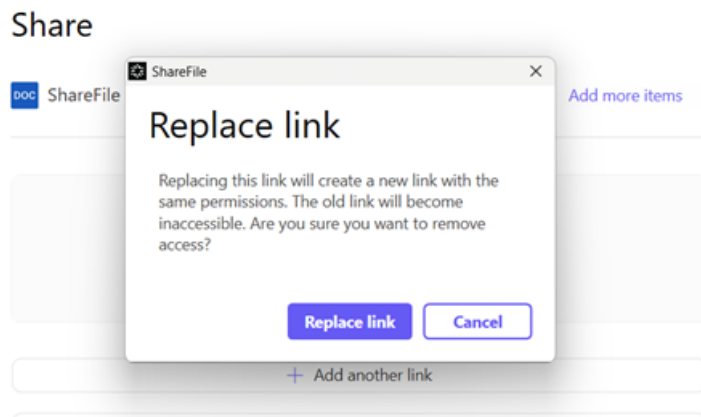 Share
ShareFile
DOC ShareFile
Add more items
Replace link
Replacing this link will create a new link with the
same permissions. The old link will become
inaccessible. Are you sure you want to remove
access?
Replace link Cancel
Add another link